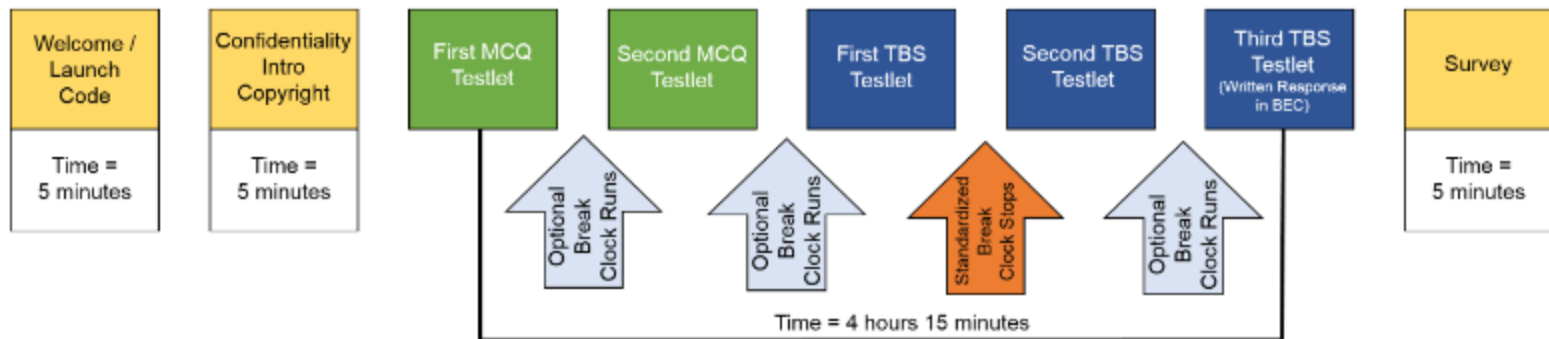 Welcome /
Launch
Code
Time =
5 minutes
Confidentiality
Intro
Copyright
Time =
5 minutes
First MCQ
Testlet
Second MCQ
Testlet
First TBS
Testlet
Second TBS
Testlet
Third TBS
Testlet
(Written Response
in BEC)
Survey
Time =
5 minutes
Optional
Break
Clock Runs
Optional
Break
Clock Runs
Standardized
Break
Clock Stops
Optional
Break
Clock Runs
Time = 4 hours 15 minutes